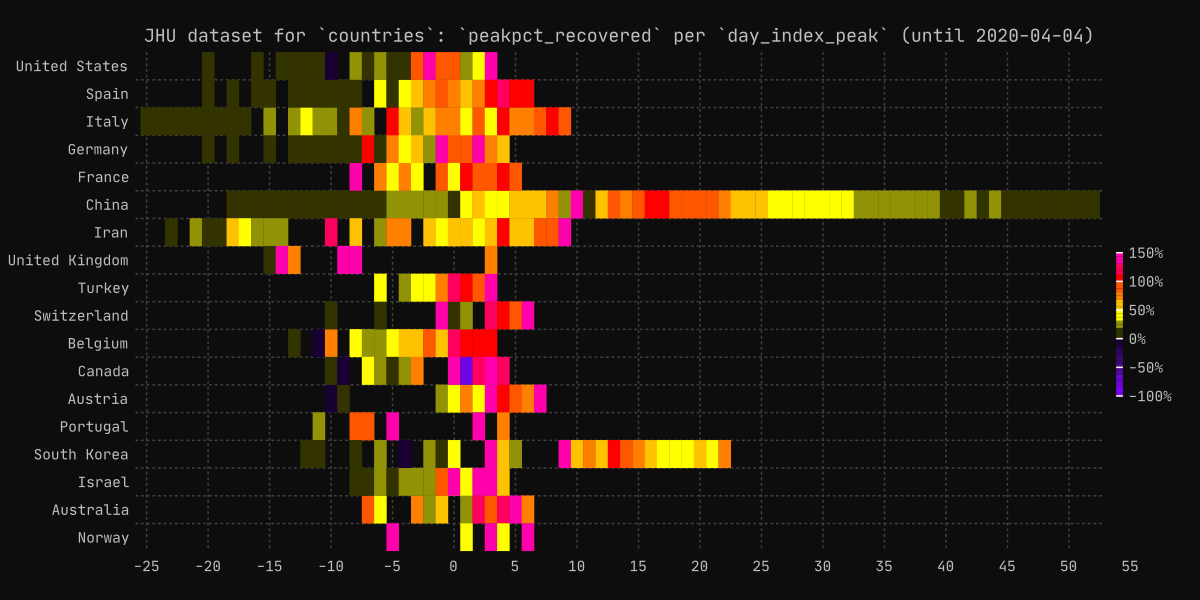 JHU dataset for `countries`: `peakpct_recovered` per `day_index_peak` (until 2020-04-04)
United States
Spain
Italy
Germany
France
China
Iran
United Kingdom
Turkey
Switzerland
Belgium
Canada
Austria
Portugal
South Korea
Israel
Australia
Norway
150%
100%
50%
0%
−50%
−100%
−25 −20 −15 −10 −5 0 5 10 15 20 25 30 35 40 45 50 55